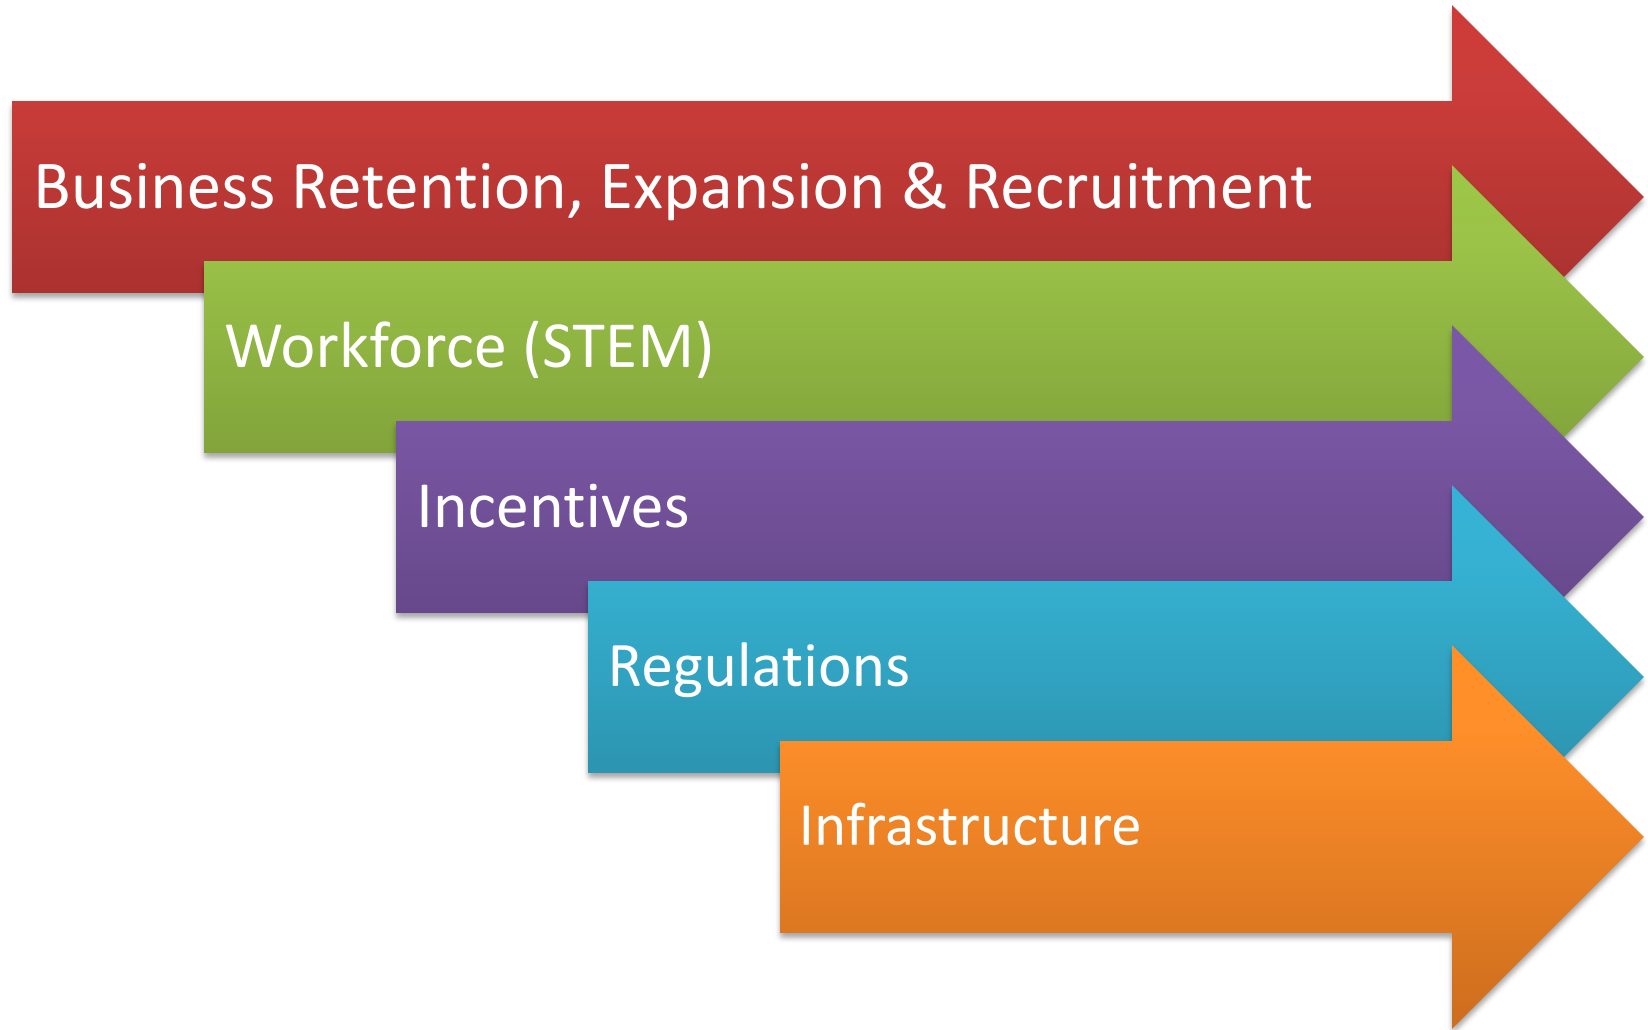 Business Retention, Expansion & Recruitment
Workforce (STEM)
Incentives
Regulations
Infrastructure